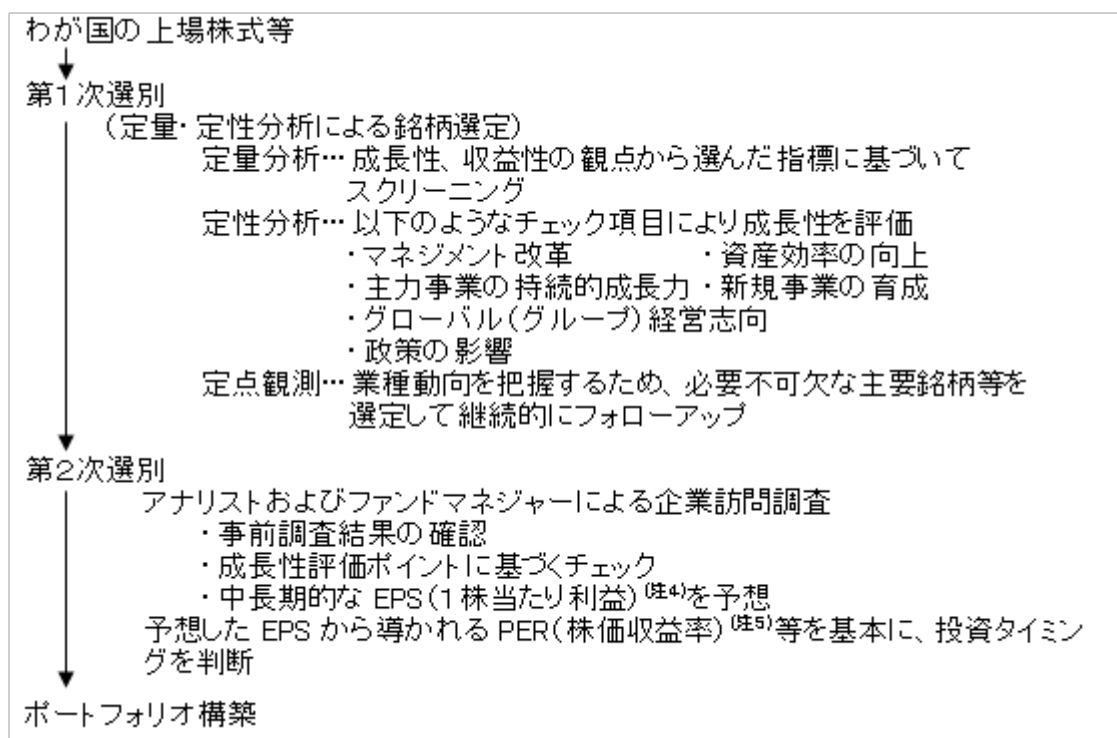 わが国の上場株式等
第1次選別
(定量・定性分析による銘柄選定)
定量分析…成長性、収益性の観点から選んだ指標に基づいて
スクリーニング
定性分析…以下のようなチェック項目により成長性を評価
・マネジメント改革 ・資産効率の向上
・主力事業の持続的成長力 ・新規事業の育成
・グローバル(グループ)経営志向
・政策の影響
定点観測…業種動向を把握するため、必要不可欠な主要銘柄等を
選定して継続的にフォローアップ
第2次選別
アナリストおよびファンドマネジャーによる企業訪問調査
・事前調査結果の確認
・成長性評価ポイントに基づくチェック
・中長期的な EPS(1株当たり利益)(注4)を予想
予想した EPS から導かれる PER(株価収益率)(注5)等を基本に、投資タイミン
グを判断
ポートフォリオ構築